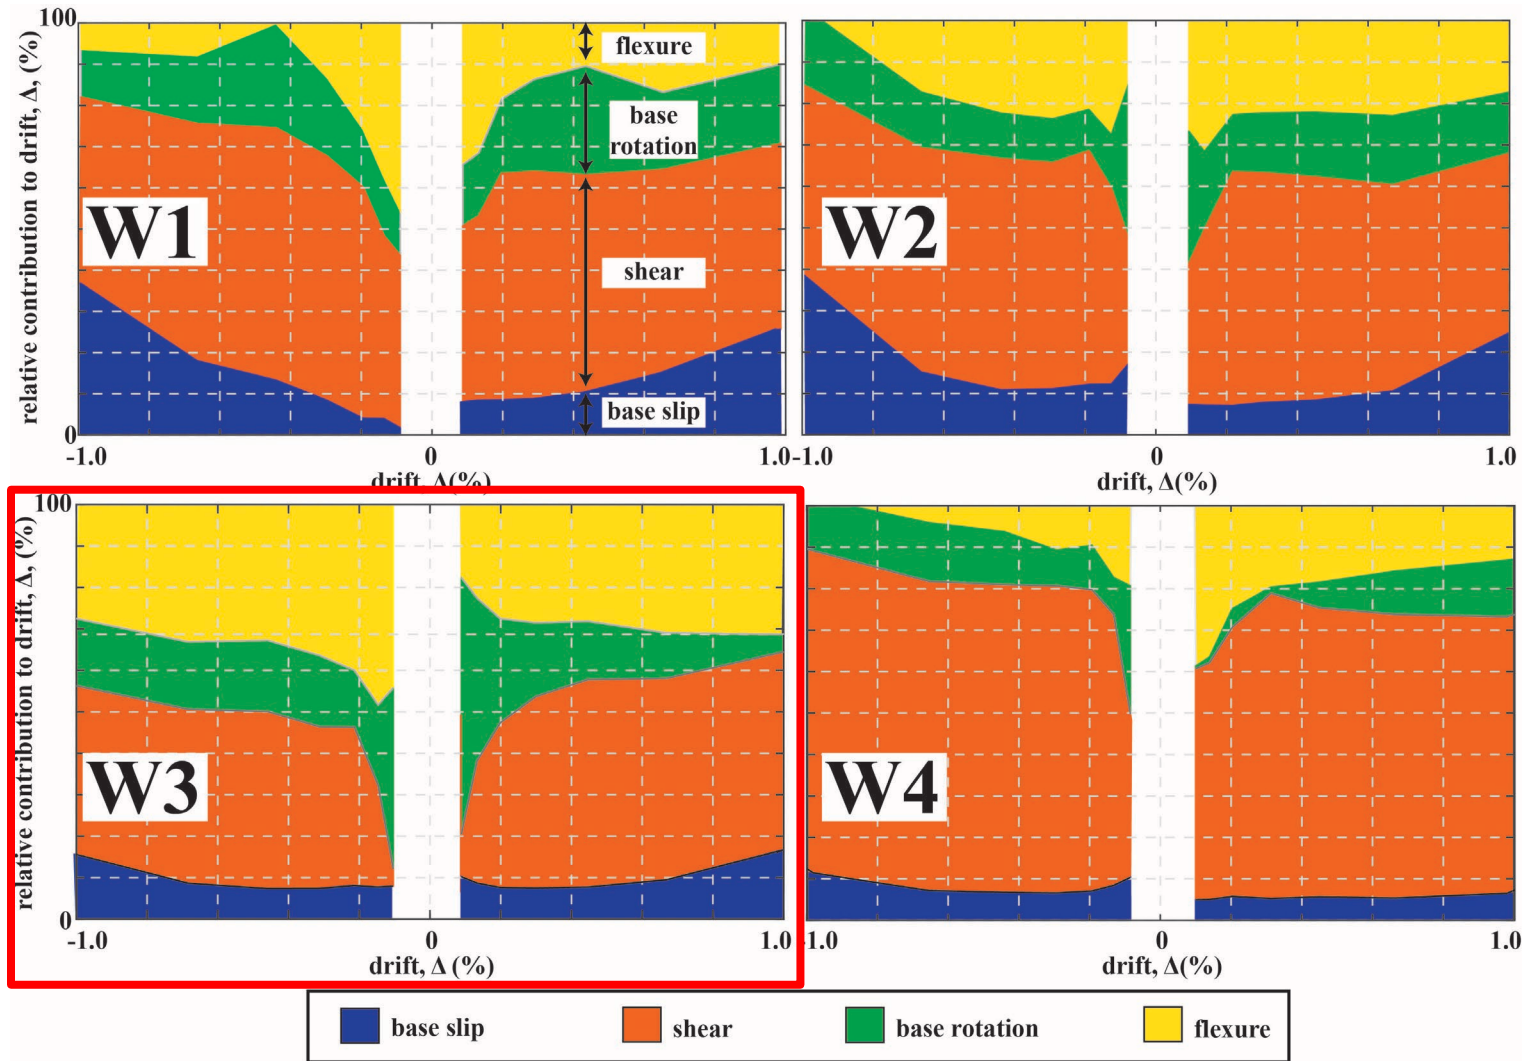 100
relative contribution to drift, Δ, (%)
flexure
base
rotation
W1
W2
shear
base slip
0
-1.0
0
1.0
-1.0
0
1.0
drift, Δ(%)
drift, Δ(%)
100
relative contribution to drift, Δ, (%)
W3
W4
0
-1.0
0
1.0
1.0
0
1.0
drift, Δ (%)
drift, Δ(%)
base slip
shear
base rotation
flexure